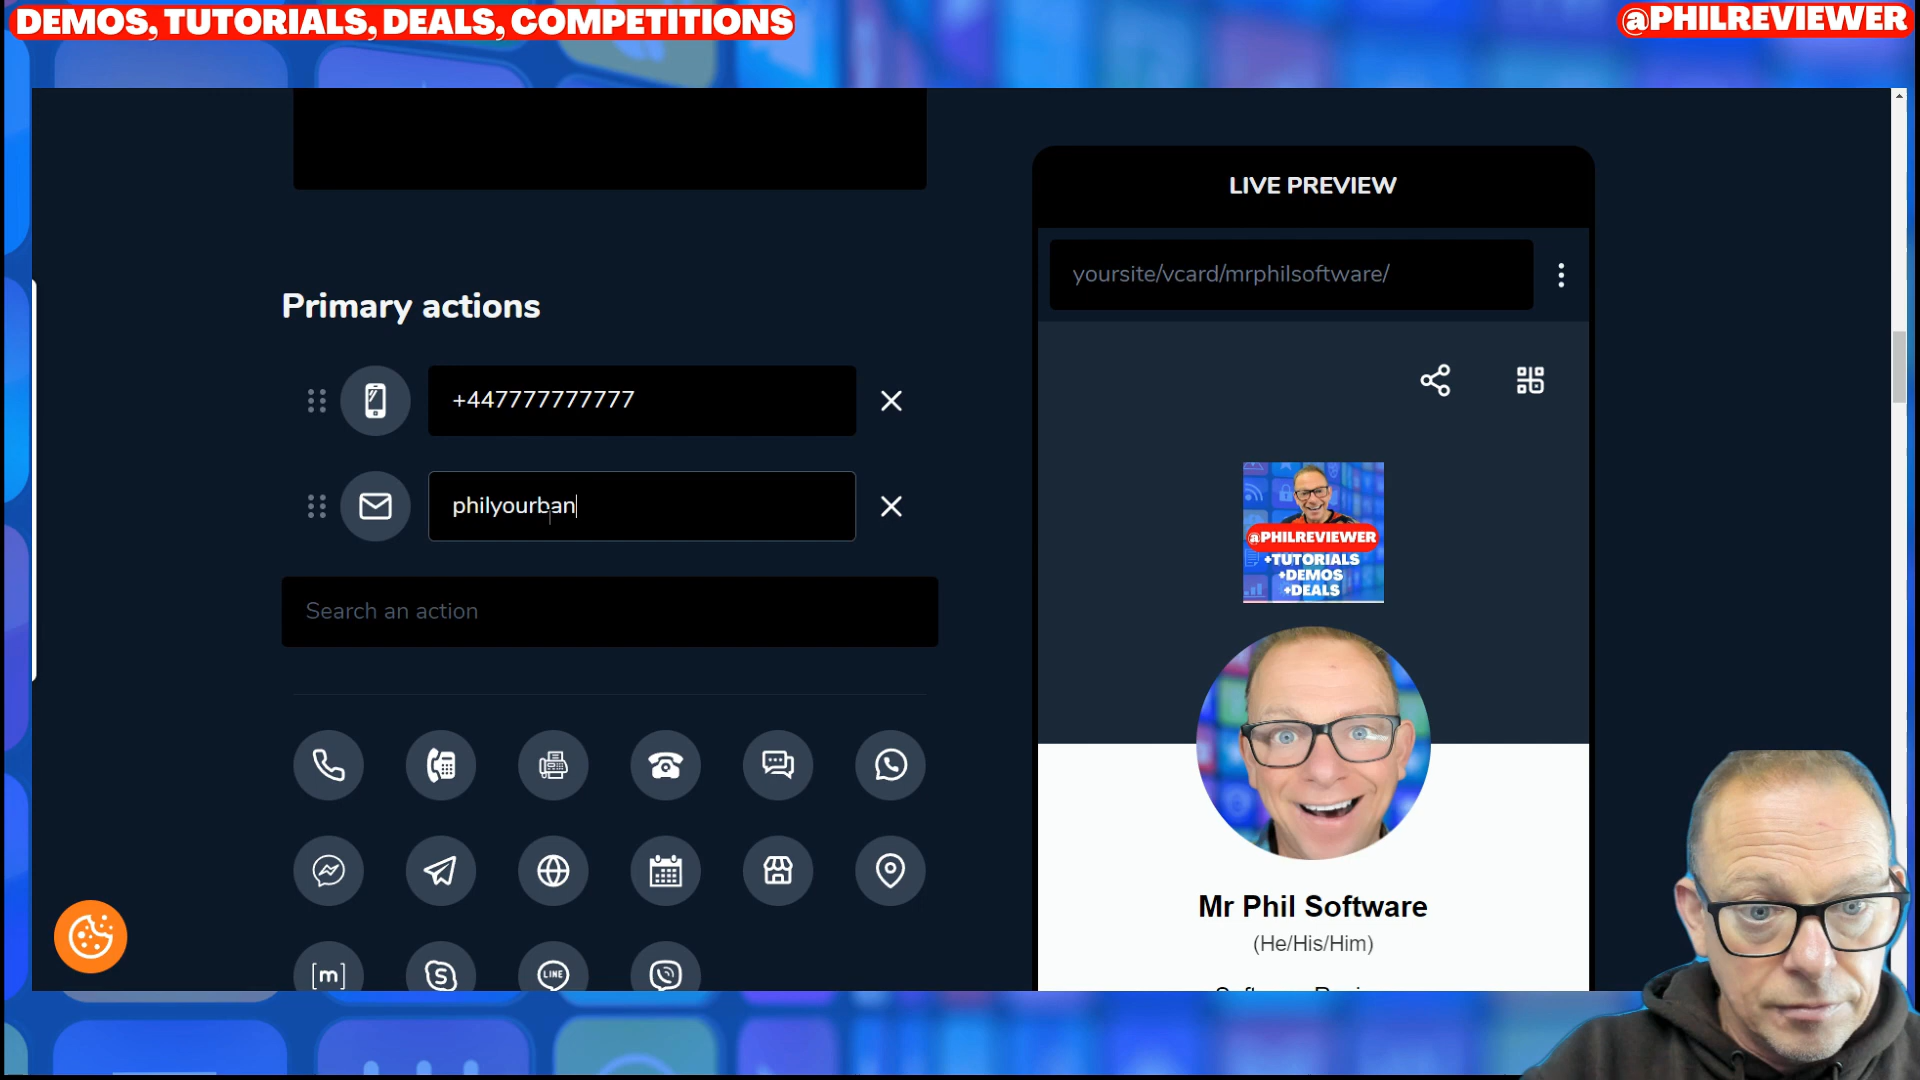 DEMOS, TUTORIALS, DEALS, COMPETITIONS
@PHILREVIEWER
LIVE PREVIEW
yoursite/vcard/mrphilsoftware/
Primary actions
+447777777777
philyourban
Search an action
@PHILREVIEWER
+TUTORIALS
+DEMOS
+DEALS
Mr Phil Software
(He/His/Him)
[m]
S
LINE